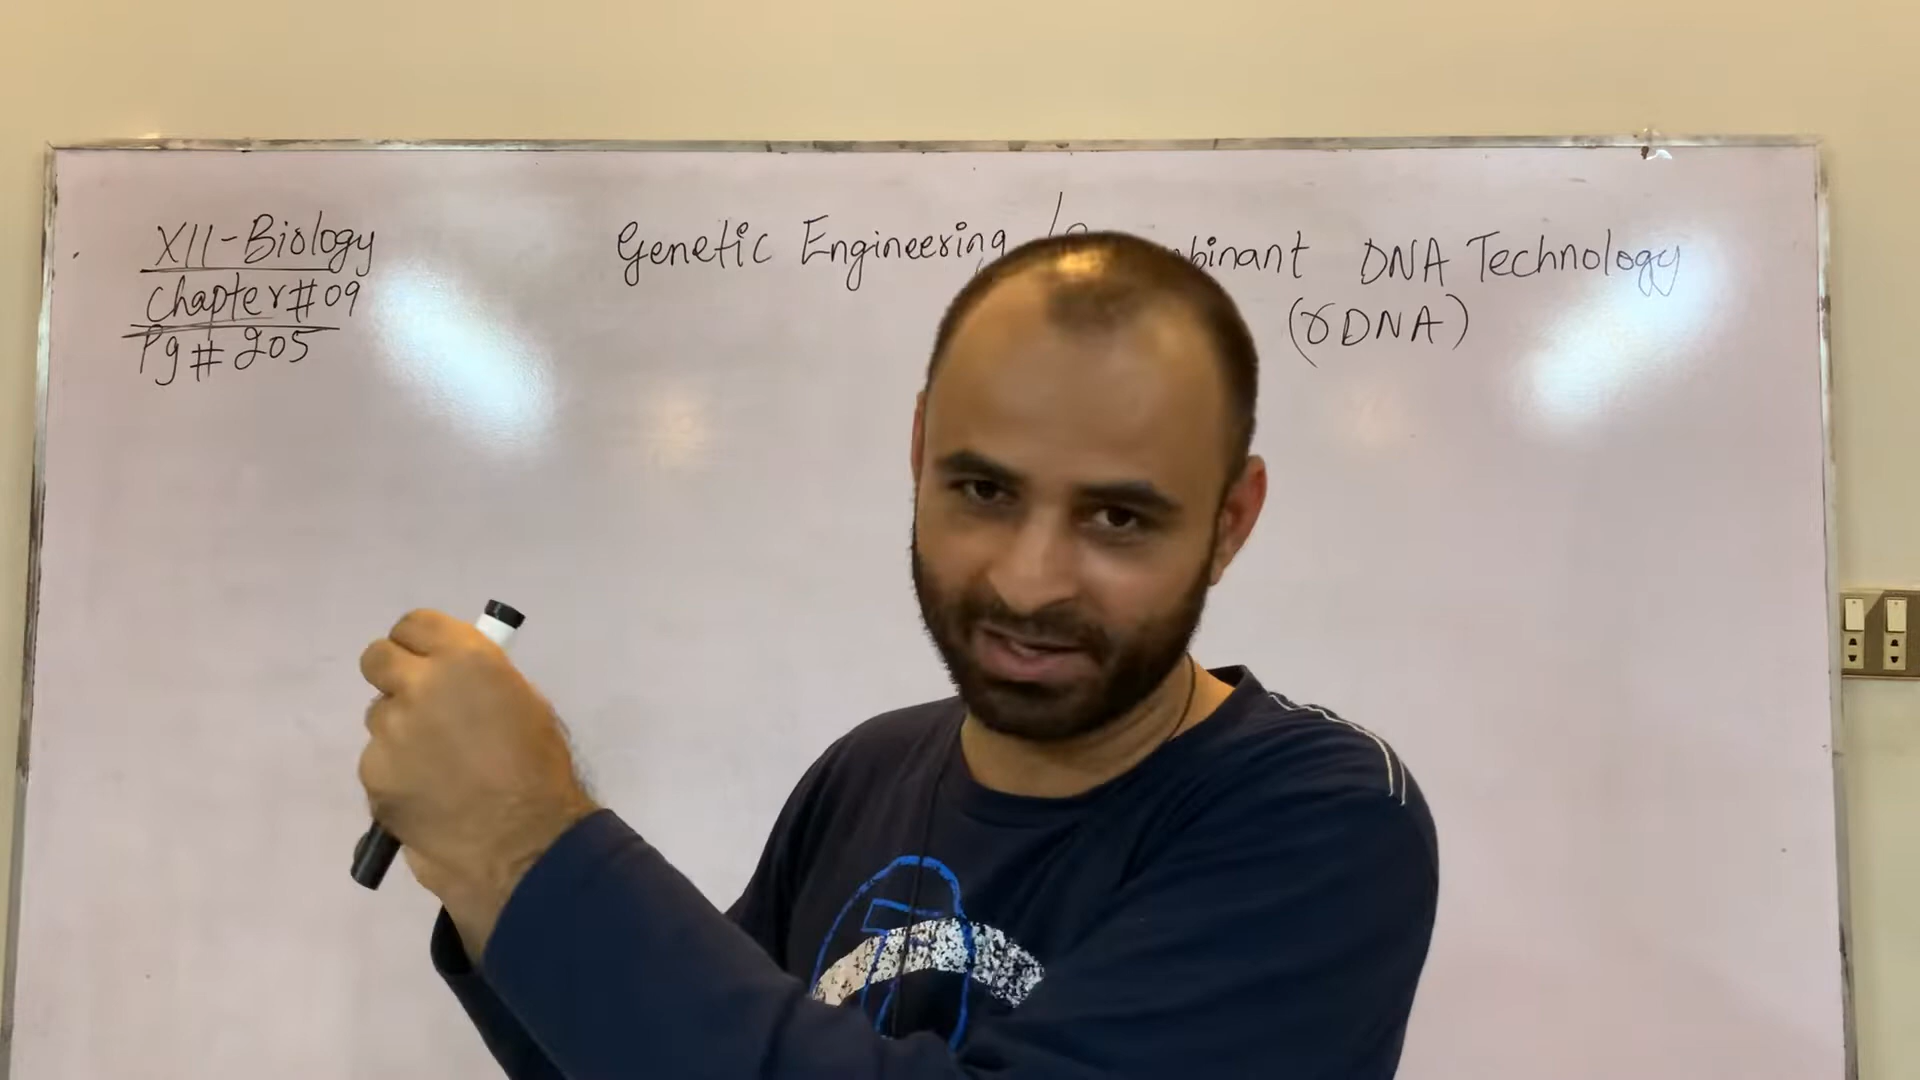 XII-Biology
Chapter # 09
Pg # 205
Genetic Engineering / binant DNA Technology
(rDNA)